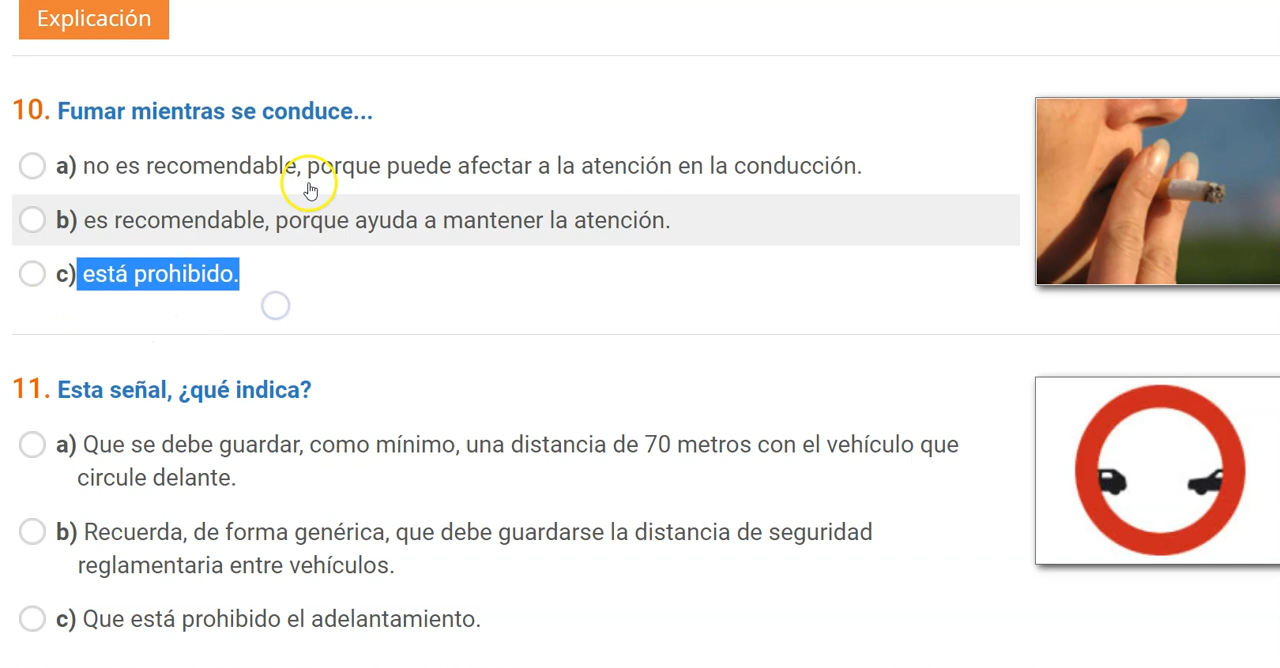 Explicación
10. Fumar mientras se conduce...
a) no es recomendable, porque puede afectar a la atención en la conducción.
b) es recomendable, porque ayuda a mantener la atención.
c) está prohibido.
11. Esta señal, ¿qué indica?
a) Que se debe guardar, como mínimo, una distancia de 70 metros con el vehículo que
circule delante.
b) Recuerda, de forma genérica, que debe guardarse la distancia de seguridad
reglamentaria entre vehículos.
c) Que está prohibido el adelantamiento.